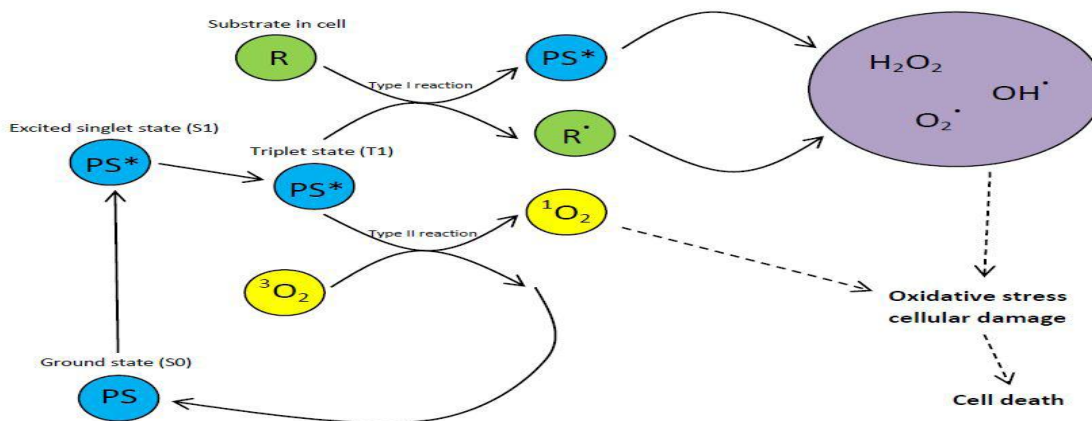 Substrate in cell
R
Type I reaction
PS*
H₂O₂
OH˙
O₂˙
Excited singlet state (S1)
PS*
Triplet state (T1)
PS*
R˙
Type II reaction
¹O₂
³O₂
Oxidative stress
cellular damage
Ground state (S0)
PS
Cell death